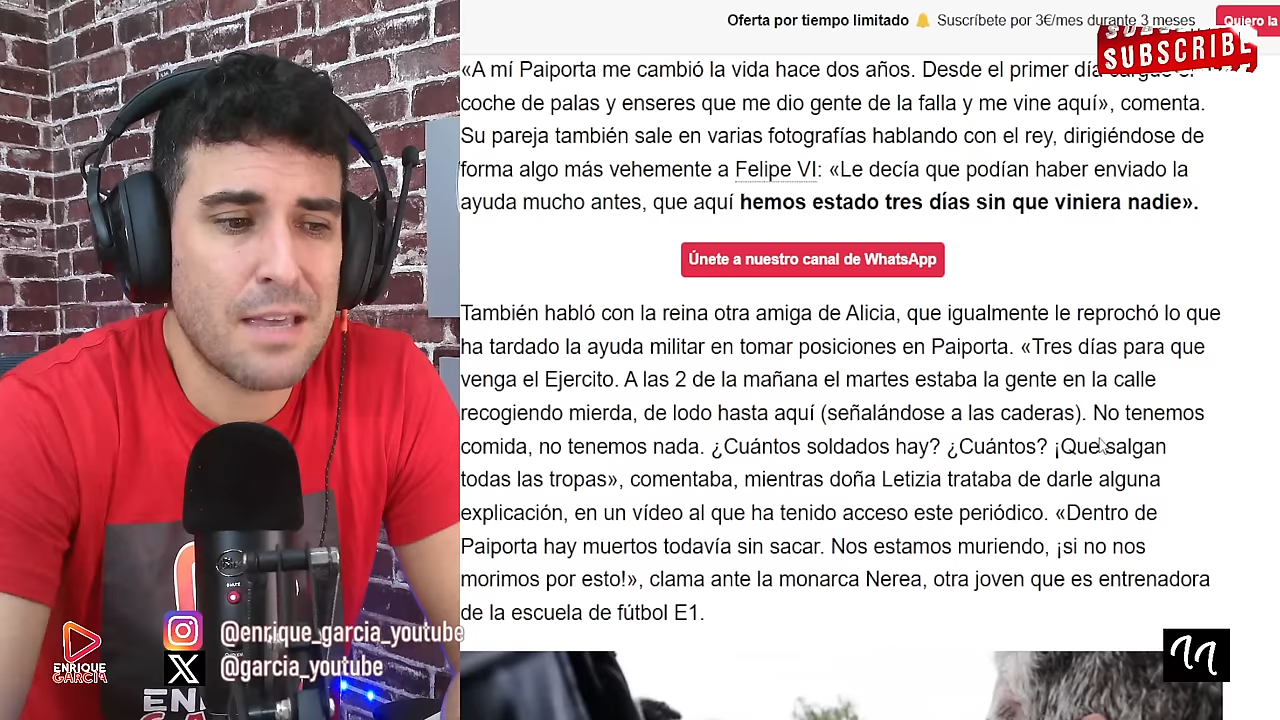 Oferta por tiempo limitado 🔔 Suscríbete por 3€/mes durante 3 meses
Quiero la
SUBSCRIBE
«A mí Paiporta me cambió la vida hace dos años. Desde el primer día
coche de palas y enseres que me dio gente de la falla y me vine aquí», comenta.
Su pareja también sale en varias fotografías hablando con el rey, dirigiéndose de
forma algo más vehemente a Felipe VI: «Le decía que podían haber enviado la
ayuda mucho antes, que aquí hemos estado tres días sin que viniera nadie».
Únete a nuestro canal de WhatsApp
También habló con la reina otra amiga de Alicia, que igualmente le reprochó lo que
ha tardado la ayuda militar en tomar posiciones en Paiporta. «Tres días para que
venga el Ejercito. A las 2 de la mañana el martes estaba la gente en la calle
recogiendo mierda, de lodo hasta aquí (señalándose a las caderas). No tenemos
comida, no tenemos nada. ¿Cuántos soldados hay? ¿Cuántos? ¡Que salgan
todas las tropas», comentaba, mientras doña Letizia trataba de darle alguna
explicación, en un vídeo al que ha tenido acceso este periódico. «Dentro de
Paiporta hay muertos todavía sin sacar. Nos estamos muriendo, ¡si no nos
morimos por esto!», clama ante la monarca Nerea, otra joven que es entrenadora
de la escuela de fútbol E1.
@enrique_garcia_youtube
@garcia_youtube
ENRIQUE
GARCIA